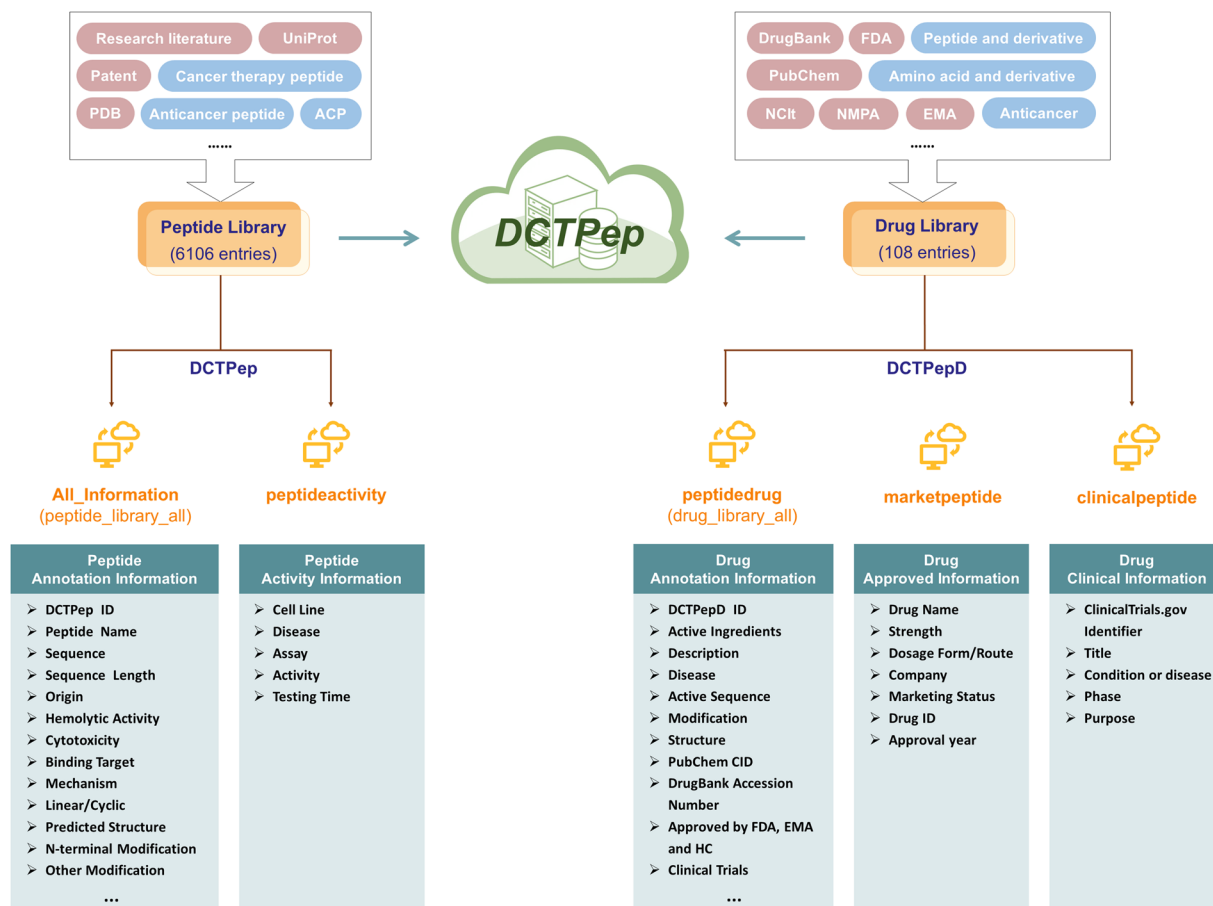 Research literature
UniProt
Patent
Cancer therapy peptide
PDB
Anticancer peptide
ACP
......
DrugBank
FDA
Peptide and derivative
PubChem
Amino acid and derivative
NCIt
NMPA
EMA
Anticancer
......
Peptide Library
(6106 entries)
DCTPep
Drug Library
(108 entries)
DCTPep
DCTPepD
All_Information
(peptide_library_all)
peptideactivity
peptidedrug
(drug_library_all)
marketpeptide
clinicalpeptide
Peptide
Annotation Information
➢ DCTPep ID
➢ Peptide Name
➢ Sequence
➢ Sequence Length
➢ Origin
➢ Hemolytic Activity
➢ Cytotoxicity
➢ Binding Target
➢ Mechanism
➢ Linear/Cyclic
➢ Predicted Structure
➢ N-terminal Modification
➢ Other Modification
...
Peptide
Activity Information
➢ Cell Line
➢ Disease
➢ Assay
➢ Activity
➢ Testing Time
Drug
Annotation Information
➢ DCTPepD ID
➢ Active Ingredients
➢ Description
➢ Disease
➢ Active Sequence
➢ Modification
➢ Structure
➢ PubChem CID
➢ DrugBank Accession
Number
➢ Approved by FDA, EMA
and HC
➢ Clinical Trials
...
Drug
Approved Information
➢ Drug Name
➢ Strength
➢ Dosage Form/Route
➢ Company
➢ Marketing Status
➢ Drug ID
➢ Approval year
Drug
Clinical Information
➢ ClinicalTrials.gov
Identifier
➢ Title
➢ Condition or disease
➢ Phase
➢ Purpose